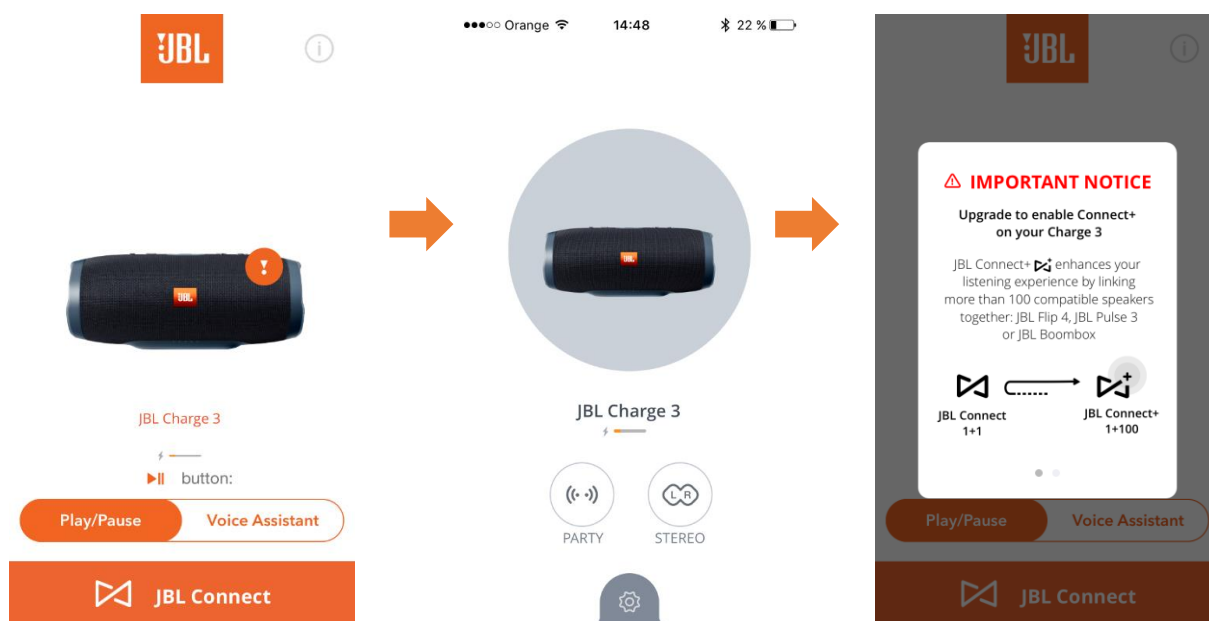 JBL
JBL
JBL Charge 3
button:
Play/Pause
Voice Assistant
JBL Connect
Orange
14:48
22 %
JBL
JBL Charge 3
L R
PARTY
STEREO
JBL
IMPORTANT NOTICE
Upgrade to enable Connect+
on your Charge 3
JBL Connect+ enhances your
listening experience by linking
more than 100 compatible speakers
together: JBL Flip 4, JBL Pulse 3
or JBL Boombox
JBL Connect
1+1
JBL Connect+
1+100
Play/Pause
Voice Assistant
JBL Connect